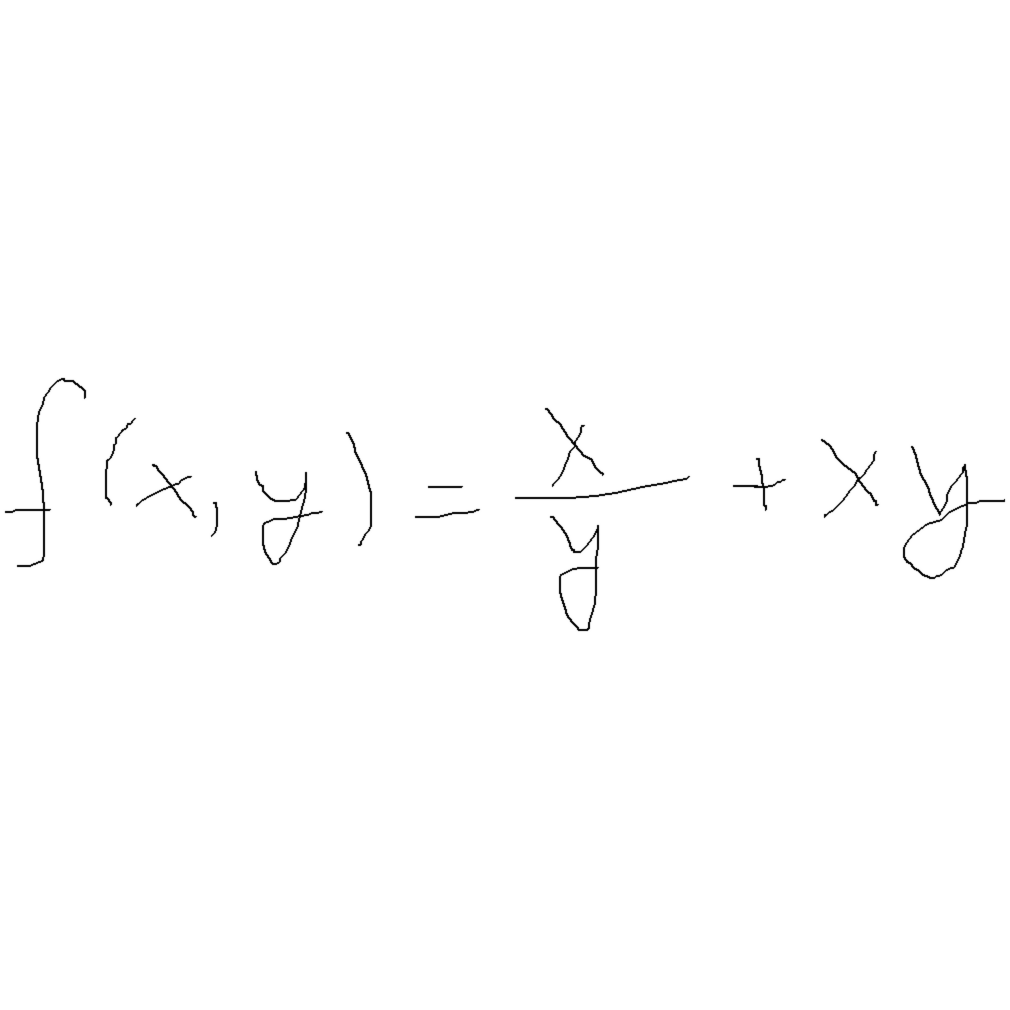 f(x,y) = x/y + xy